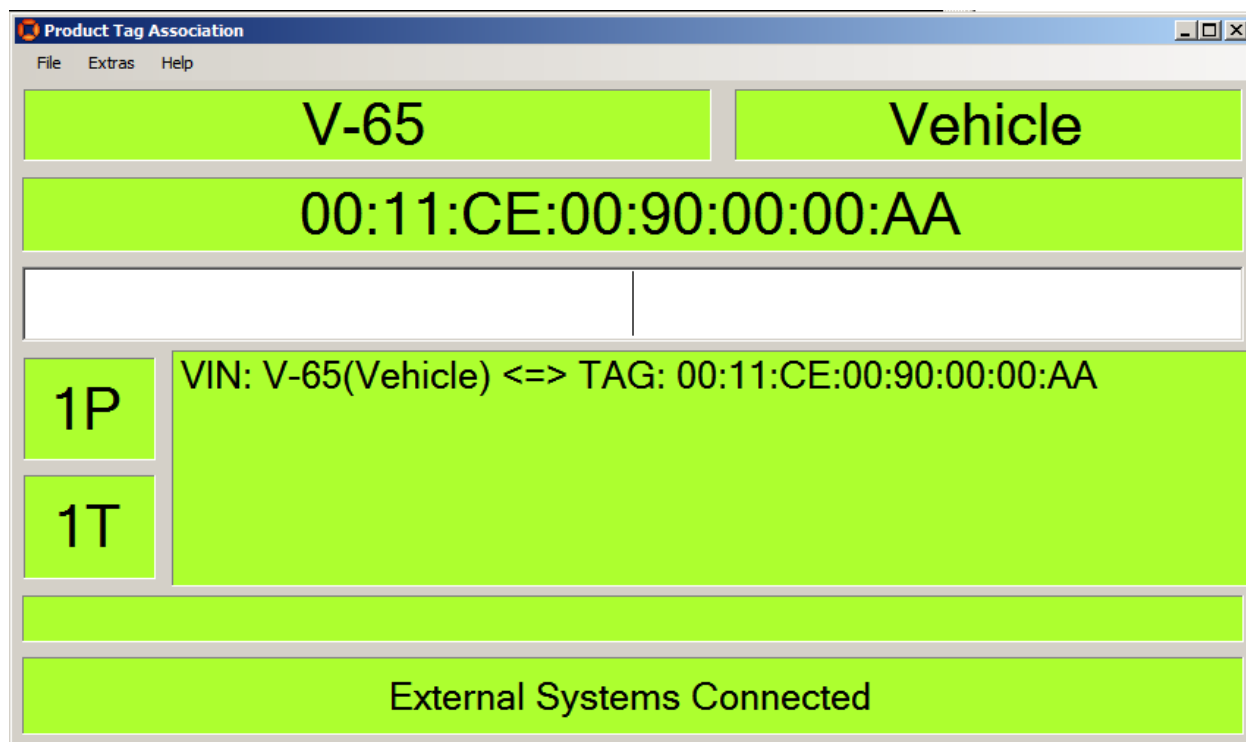 Product Tag Association
File Extras Help
V-65 Vehicle
00:11:CE:00:90:00:00:AA
1P
VIN: V-65(Vehicle) <=> TAG: 00:11:CE:00:90:00:00:AA
1T
External Systems Connected